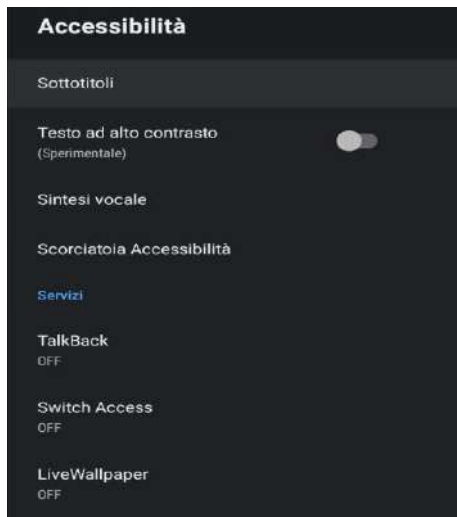 Accessibilità
Sottotitoli
Testo ad alto contrasto
(Sperimentale)
Sintesi vocale
Scorciatoia Accessibilità
Servizi
TalkBack
OFF
Switch Access
OFF
LiveWallpaper
OFF